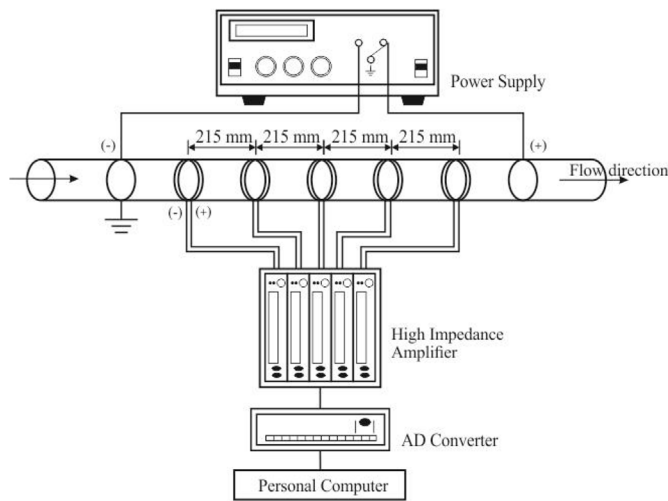 Power Supply
(-)
215 mm
215 mm
215 mm
215 mm
(+)
Flow direction
(-)
(+)
High Impedance
Amplifier
AD Converter
Personal Computer